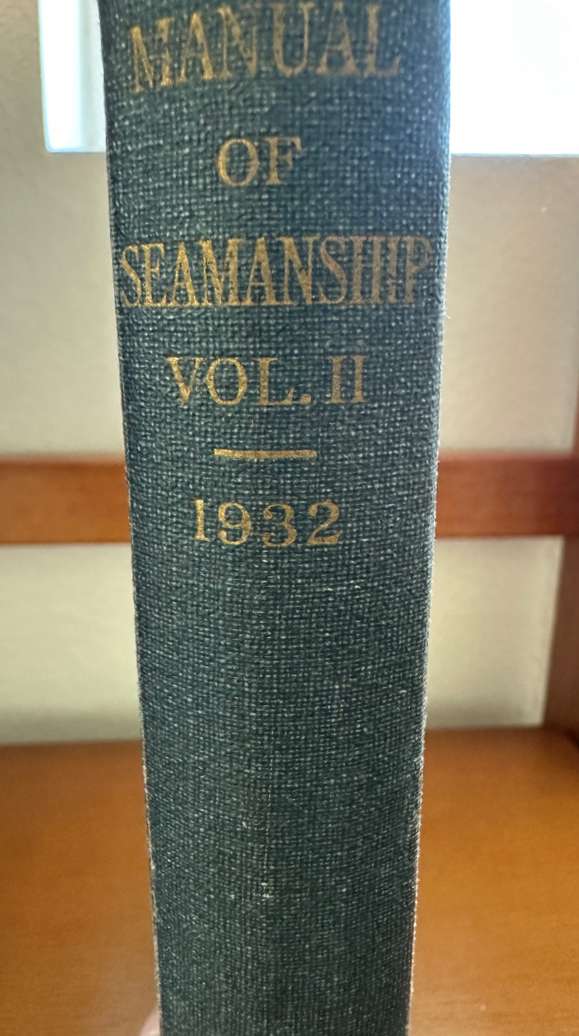 MANUAL
OF
SEAMANSHIP
VOL. II
1932